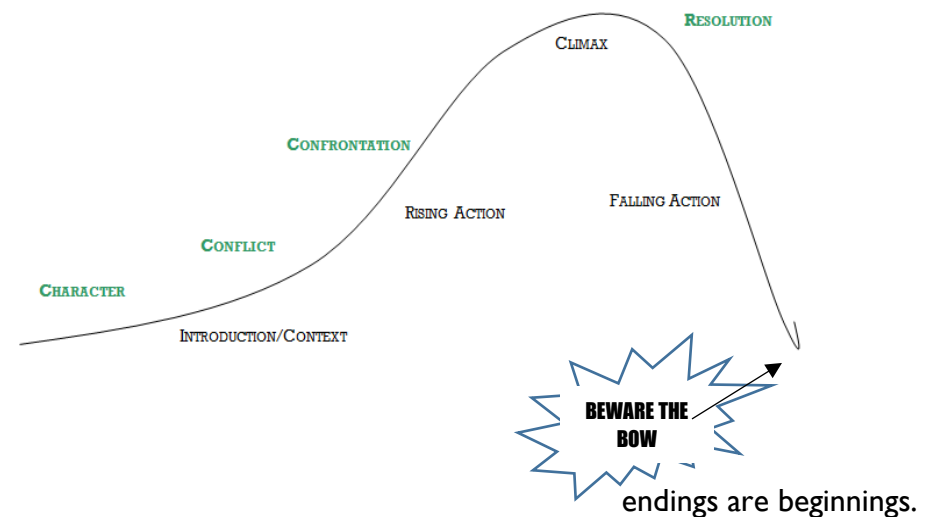 RESOLUTION
CLIMAX
CONFRONTATION
FALLING ACTION
RISING ACTION
CONFLICT
CHARACTER
INTRODUCTION/CONTEXT
BEWARE THE
BOW
endings are beginnings.